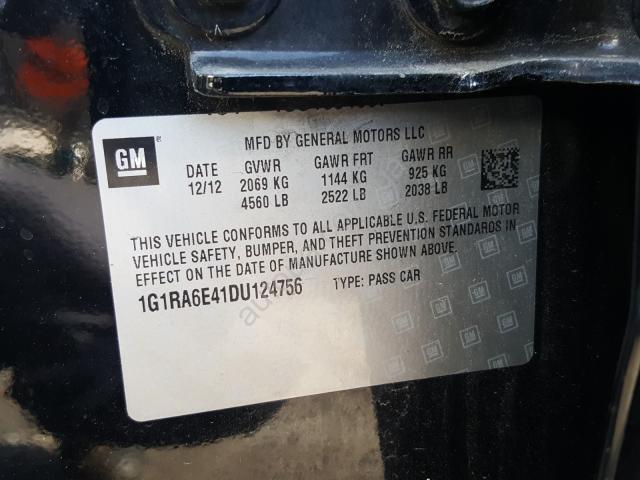 GM
MFD BY GENERAL MOTORS LLC
DATE GVWR GAWR FRT GAWR RR
12/12 2069 KG 1144 KG 925 KG
4560 LB 2522 LB 2038 LB
THIS VEHICLE CONFORMS TO ALL APPLICABLE U.S. FEDERAL MOTOR
VEHICLE SAFETY, BUMPER, AND THEFT PREVENTION STANDARDS IN
EFFECT ON THE DATE OF MANUFACTURE SHOWN ABOVE.
1G1RA6E41DU124756 TYPE: PASS CAR